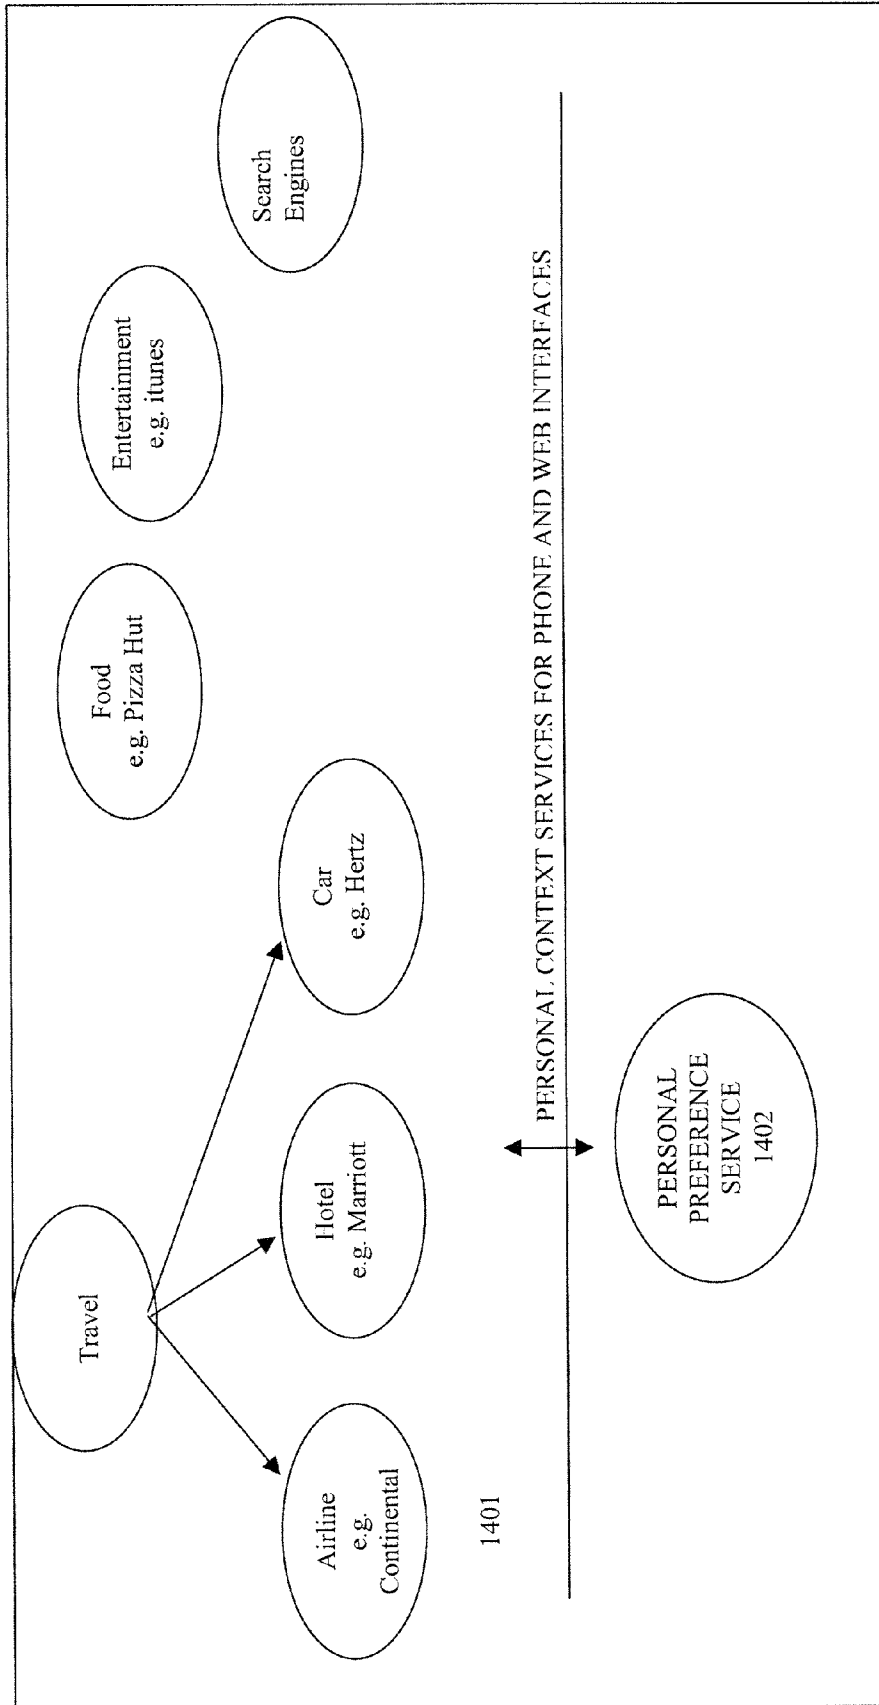 Travel
Airline
e.g.
Continental
Hotel
e.g. Marriott
Car
e.g. Hertz
Food
e.g. Pizza Hut
Entertainment
e.g. itunes
Search
Engines
1401
PERSONAL CONTEXT SERVICES FOR PHONE AND WEB INTERFACES
PERSONAL
PREFERENCE
SERVICE
1402